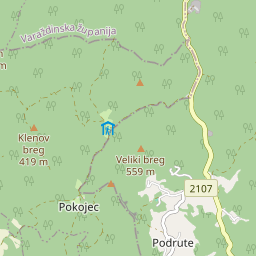 Varaždinska županija
m
Klenov
breg
419 m
Veliki breg
559 m
2107
Pokojec
Podrute